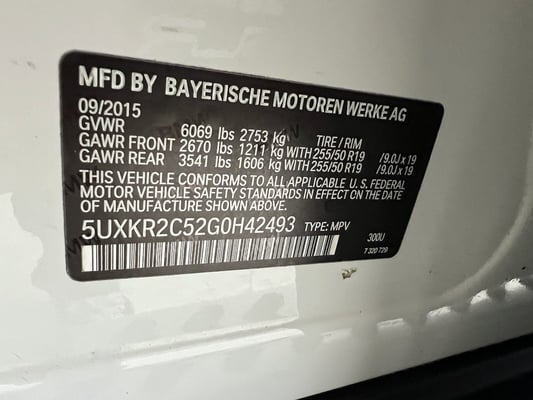 MFD BY BAYERISCHE MOTOREN WERKE AG
09/2015
GVWR 6069 lbs 2753 kg TIRE / RIM
GAWR FRONT 2670 lbs 1211 kg WITH 255/50 R19 /9.0J x 19
GAWR REAR 3541 lbs 1606 kg WITH 255/50 R19 /9.0J x 19
THIS VEHICLE CONFORMS TO ALL APPLICABLE U.S. FEDERAL
MOTOR VEHICLE SAFETY STANDARDS IN EFFECT ON THE DATE
OF MANUFACTURE SHOWN ABOVE.
5UXKR2C52G0H42493 TYPE: MPV 300U
7 320 729